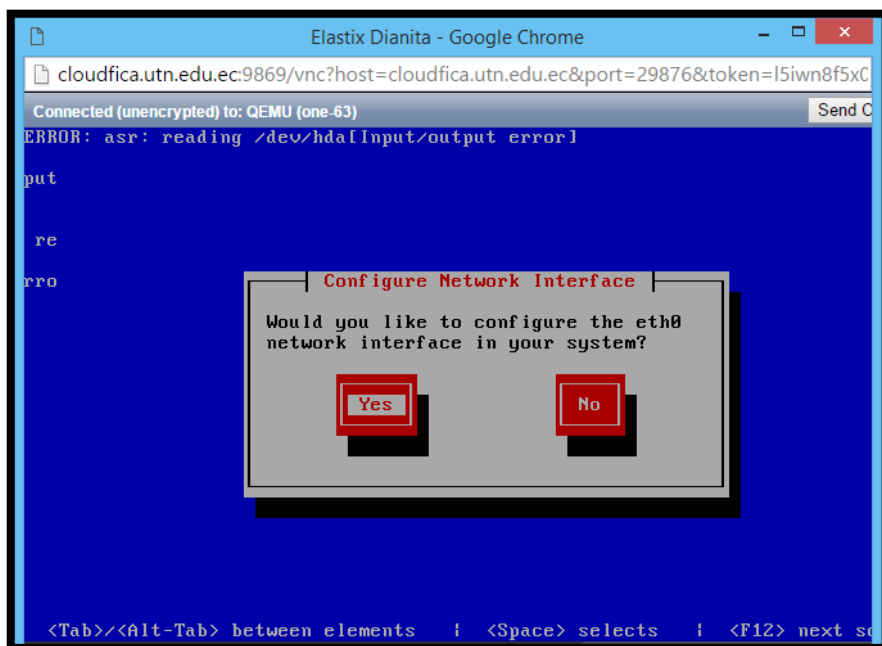 Elastix Dianita - Google Chrome
cloudfica.utn.edu.ec:9869/vnc?host=cloudfica.utn.edu.ec&port=29876&token=l5iwn8f5x0
Connected (unencrypted) to: QEMU (one-63)
Send C
ERROR: asr: reading /dev/hda[Input/output error]
put
re
rro
Configure Network Interface
Would you like to configure the eth0
network interface in your system?
Yes No
<Tab>/<Alt-Tab> between elements | <Space> selects | <F12> next sc